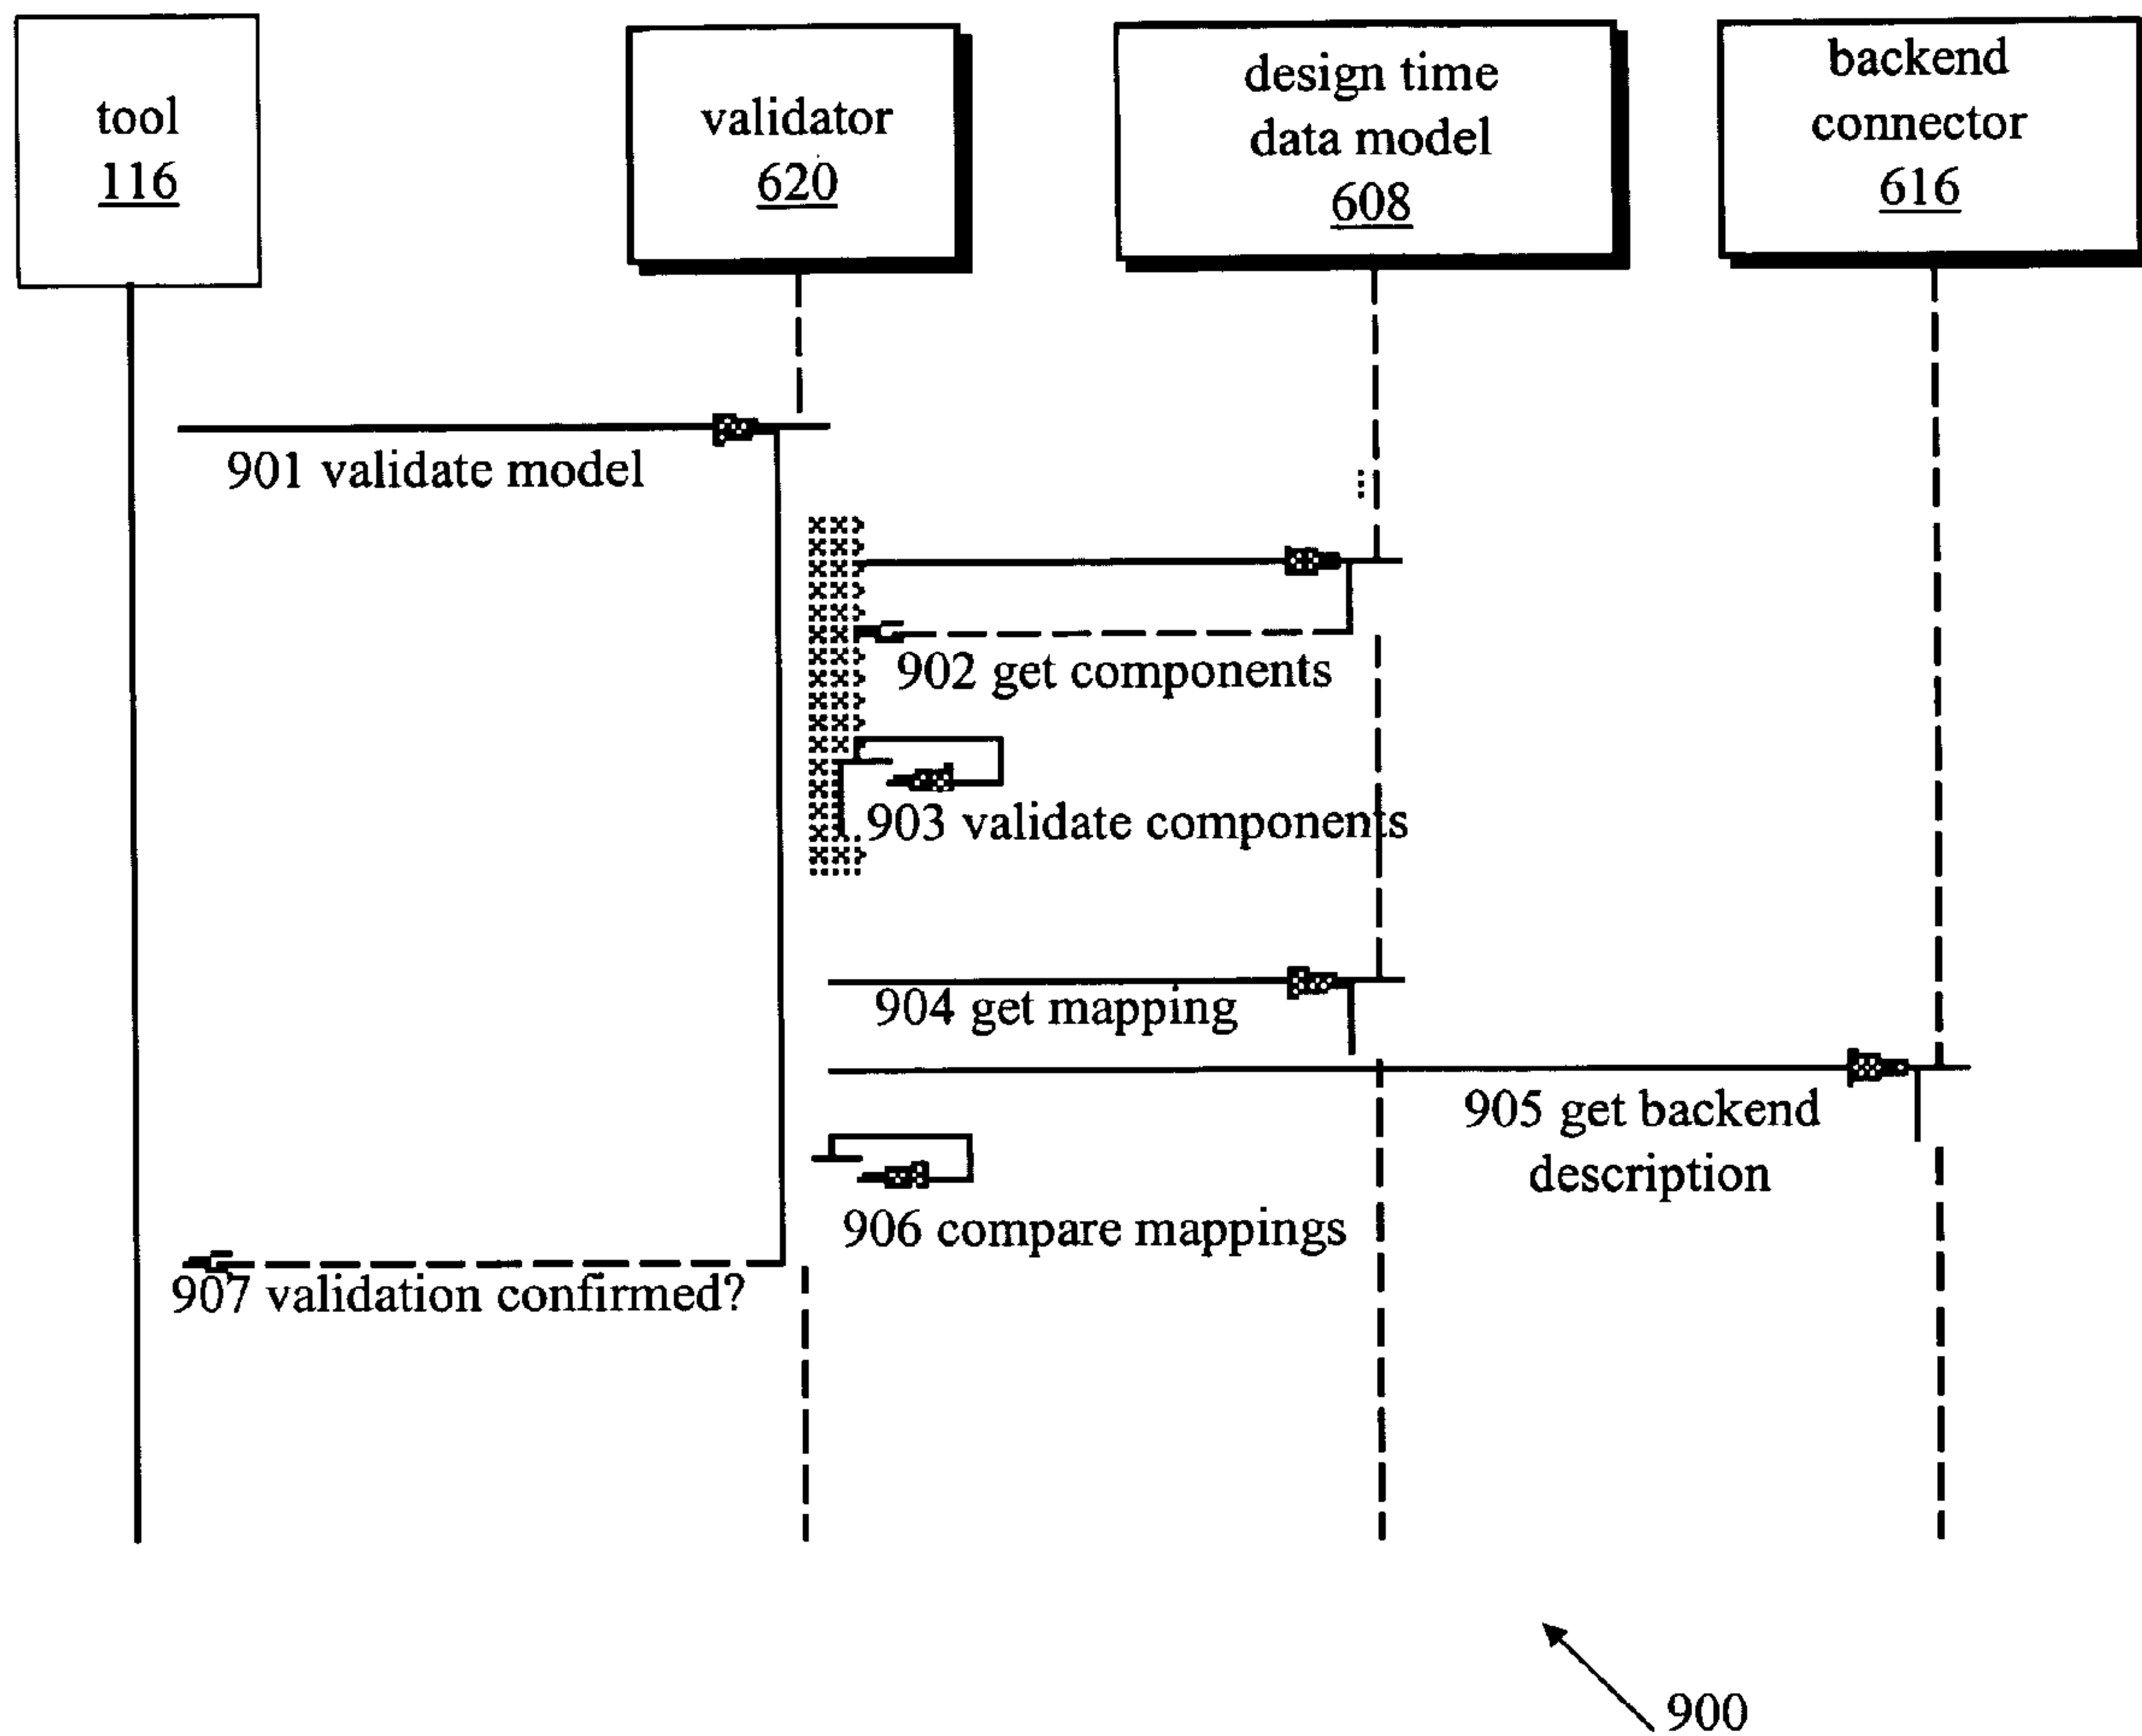 tool
116
validator
620
design time
data model
608
backend
connector
616
901 validate model
902 get components
903 validate components
904 get mapping
905 get backend
description
906 compare mappings
907 validation confirmed?
900